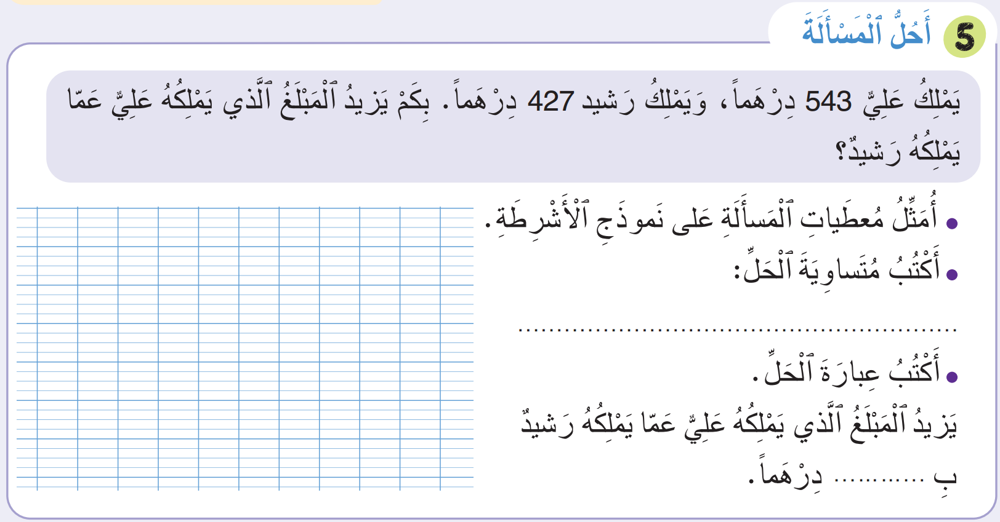 5 أَحُلُّ ٱلْمَسْأَلَةَ
يَمْلِكُ عَلِيٌّ 543 دِرْهَماً، وَيَمْلِكُ رَشيد 427 دِرْهَماً. بِكَمْ يَزيدُ ٱلْمَبْلَغُ ٱلَّذي يَمْلِكُهُ عَلِيٌّ عَمّا
يَمْلِكُهُ رَشيدٌ؟
• أُمَثِّلُ مُعطَياتِ ٱلْمَسأَلَةِ عَلى نَموذَجِ ٱلْأَشْرِطَةِ.
• أَكْتُبُ مُتَساوِيَةَ ٱلْحَلِّ:
.........................................................
• أَكْتُبُ عِبارَةَ ٱلْحَلِّ.
يَزيدُ ٱلْمَبْلَغُ ٱلَّذي يَمْلِكُهُ عَلِيٌّ عَمّا يَمْلِكُهُ رَشيدٌ
بِ ............ دِرْهَماً.